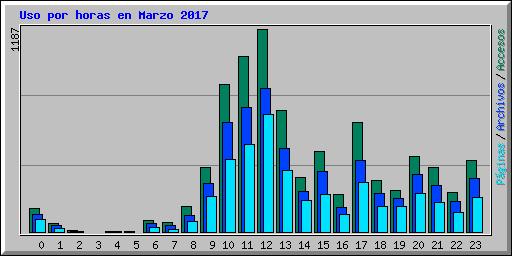 Uso por horas en Marzo 2017
1187
Páginas / Archivos / Accesos
0 1 2 3 4 5 6 7 8 9 10 11 12 13 14 15 16 17 18 19 20 21 22 23